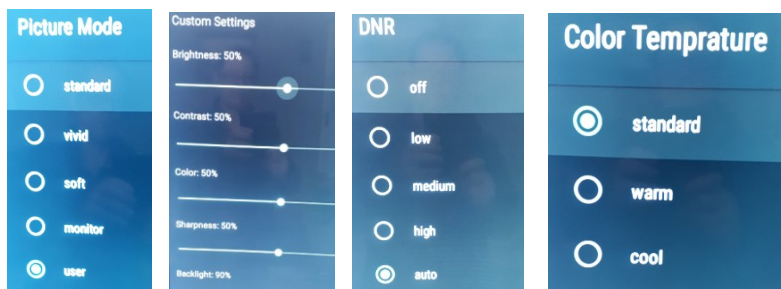 Picture Mode
standard
vivid
soft
monitor
user
Custom Settings
Brightness: 50%
Contrast: 50%
Color: 50%
Sharpness: 50%
Backlight: 90%
DNR
off
low
medium
high
auto
Color Temprature
standard
warm
cool